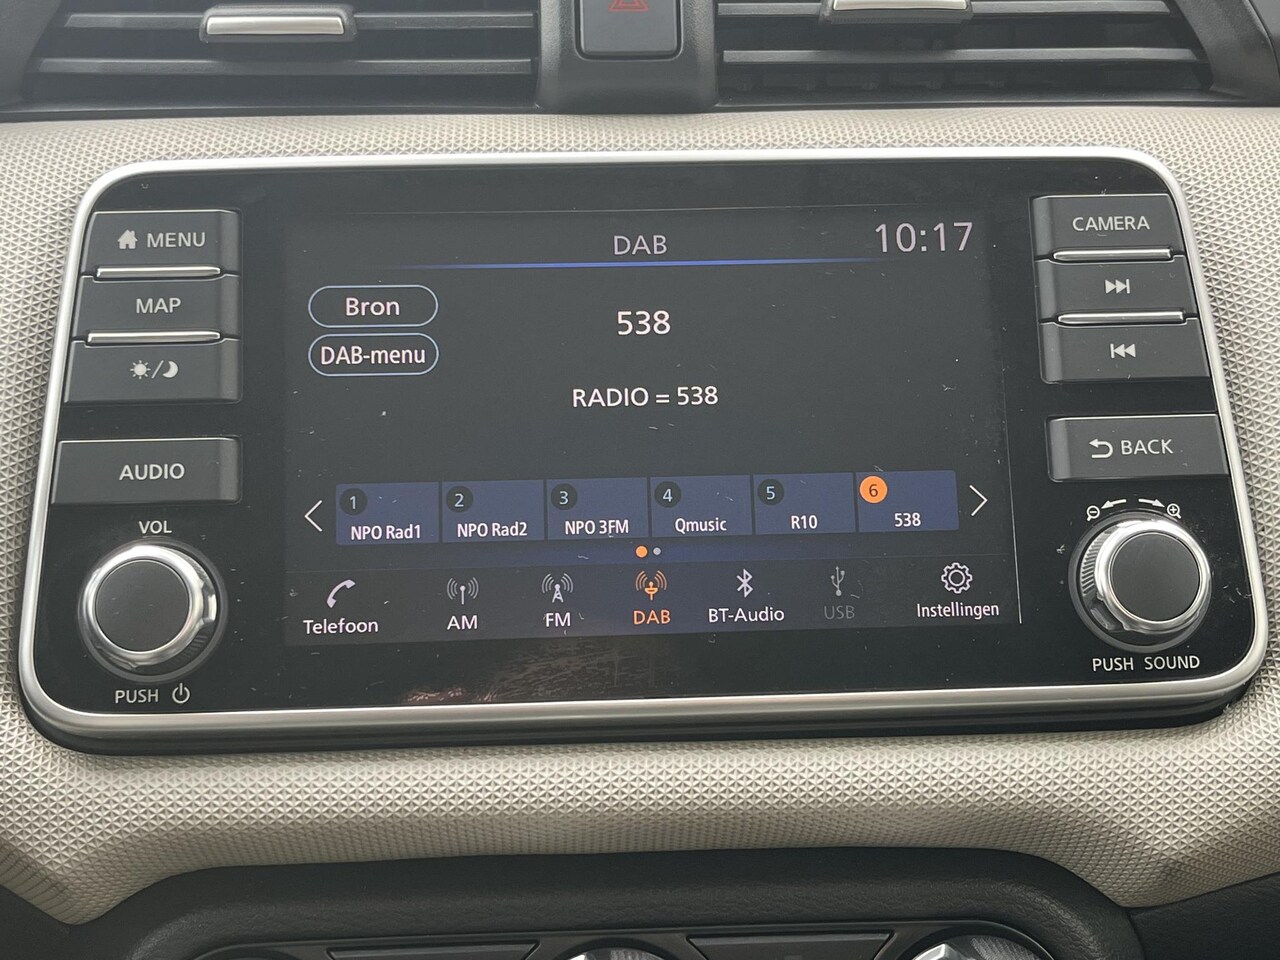 MENU
MAP
AUDIO
VOL
PUSH
DAB
10:17
Bron
DAB-menu
538
RADIO = 538
1
NPO Rad1
2
NPO Rad2
3
NPO 3FM
4
Qmusic
5
R10
6
538
Telefoon
AM
FM
DAB
BT-Audio
USB
Instellingen
CAMERA
BACK
PUSH SOUND